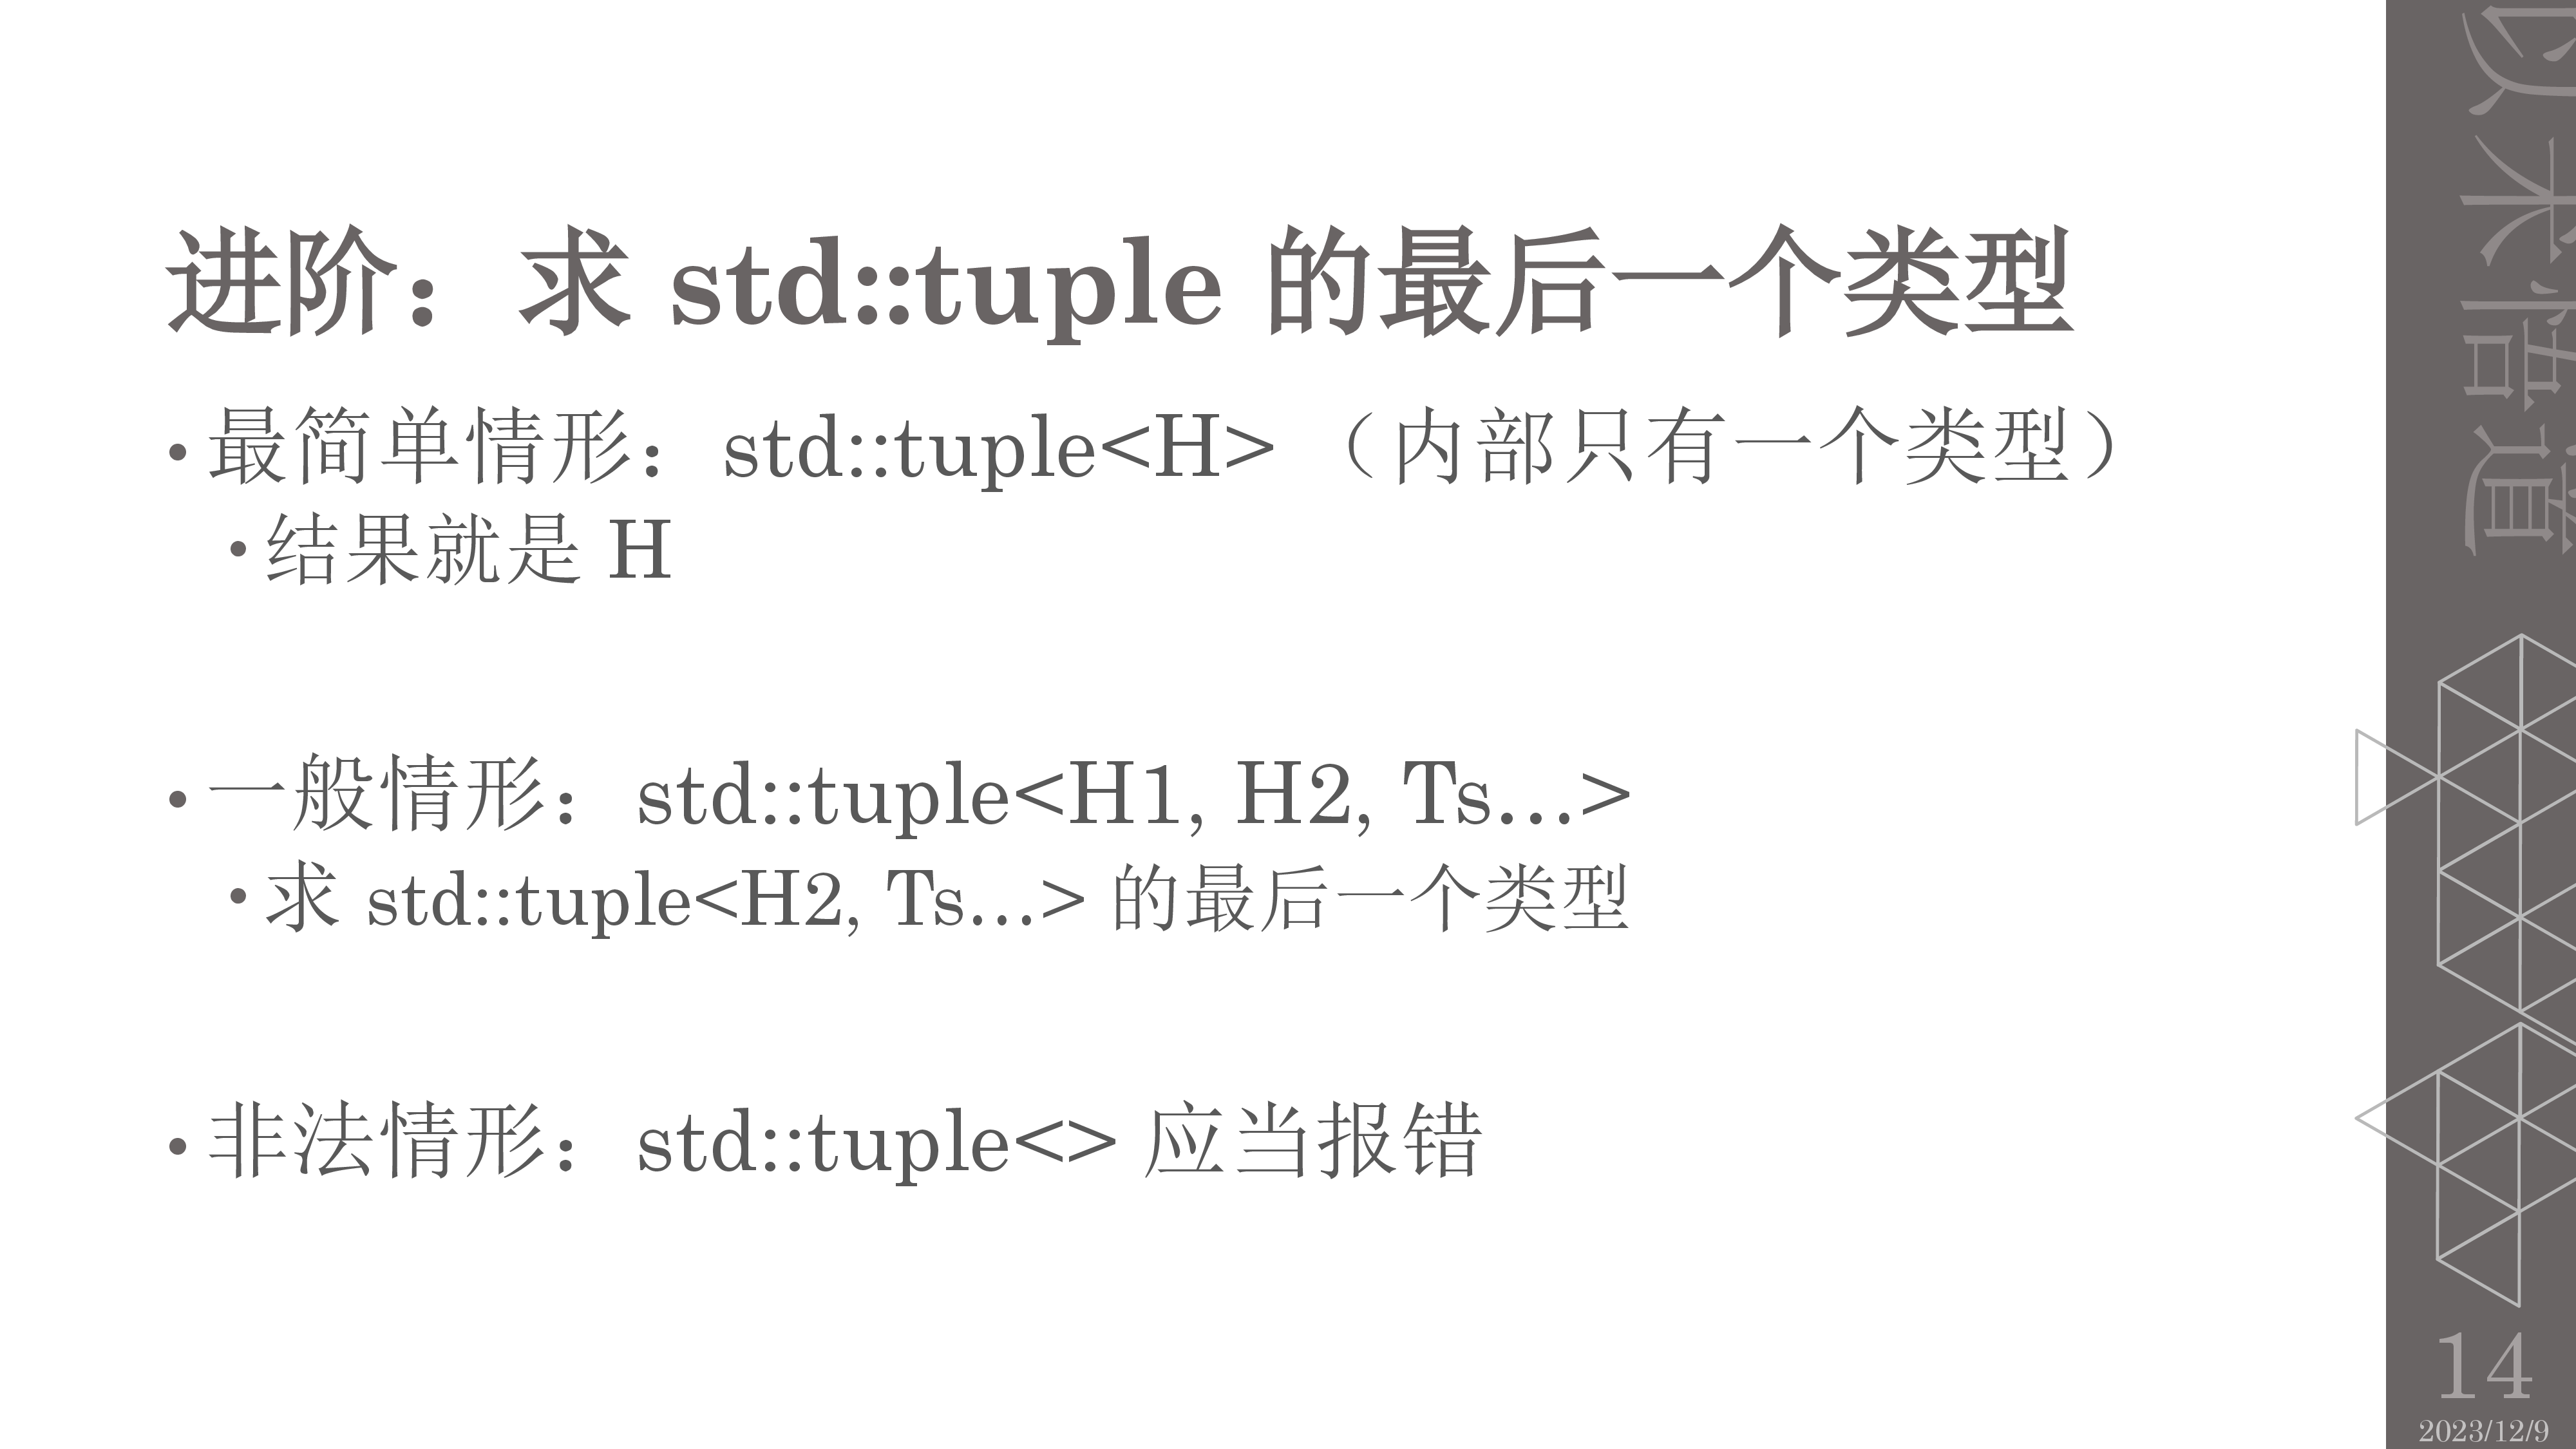 进阶：求 std::tuple 的最后一个类型
• 最简单情形：std::tuple<H>（内部只有一个类型）
• 结果就是 H
• 一般情形：std::tuple<H1, H2, Ts...>
• 求 std::tuple<H2, Ts...> 的最后一个类型
• 非法情形：std::tuple<> 应当报错
以术悟道
14
2023/12/9